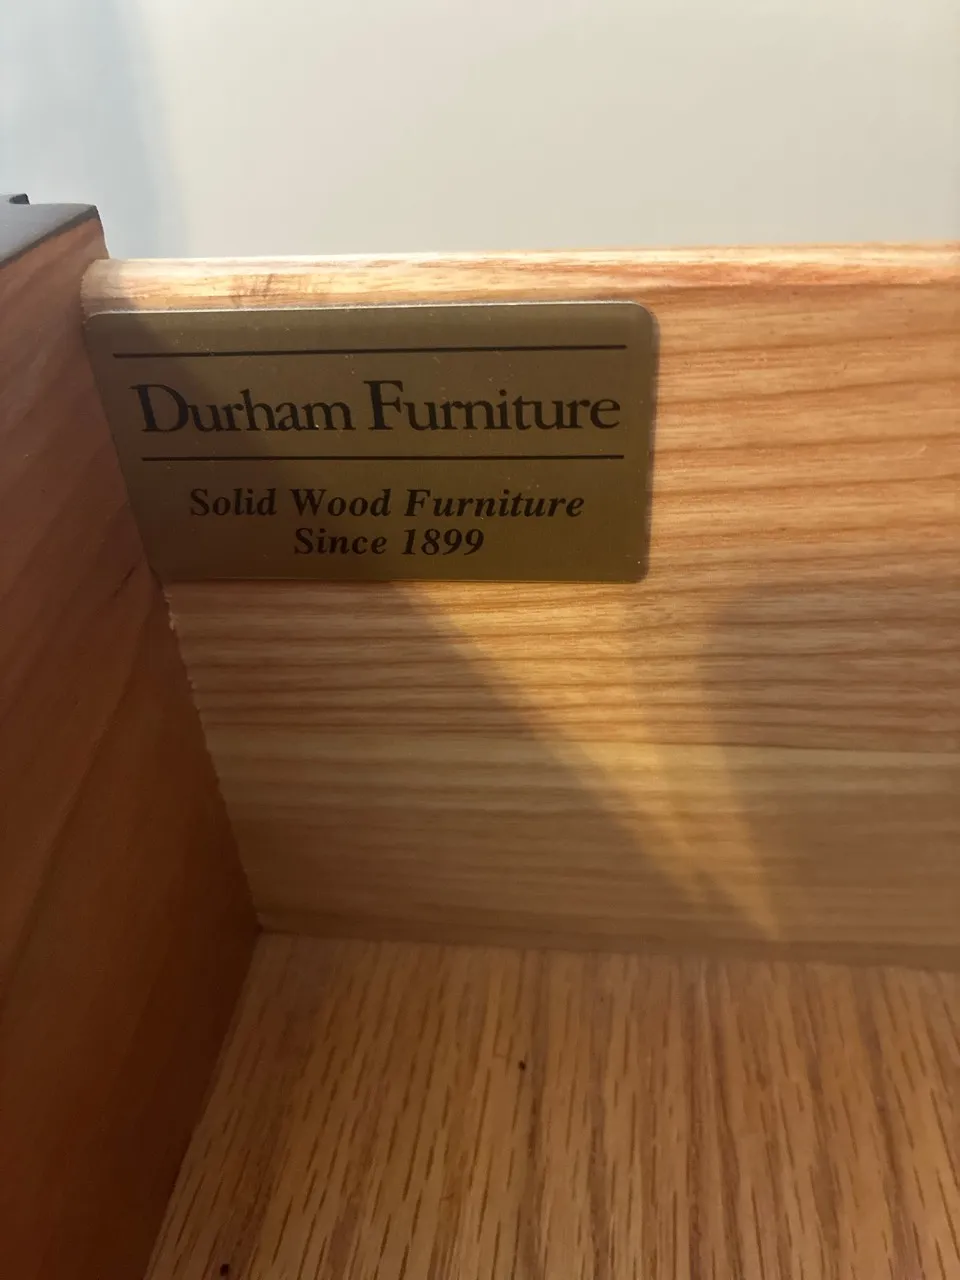 Durham Furniture
Solid Wood Furniture
Since 1899